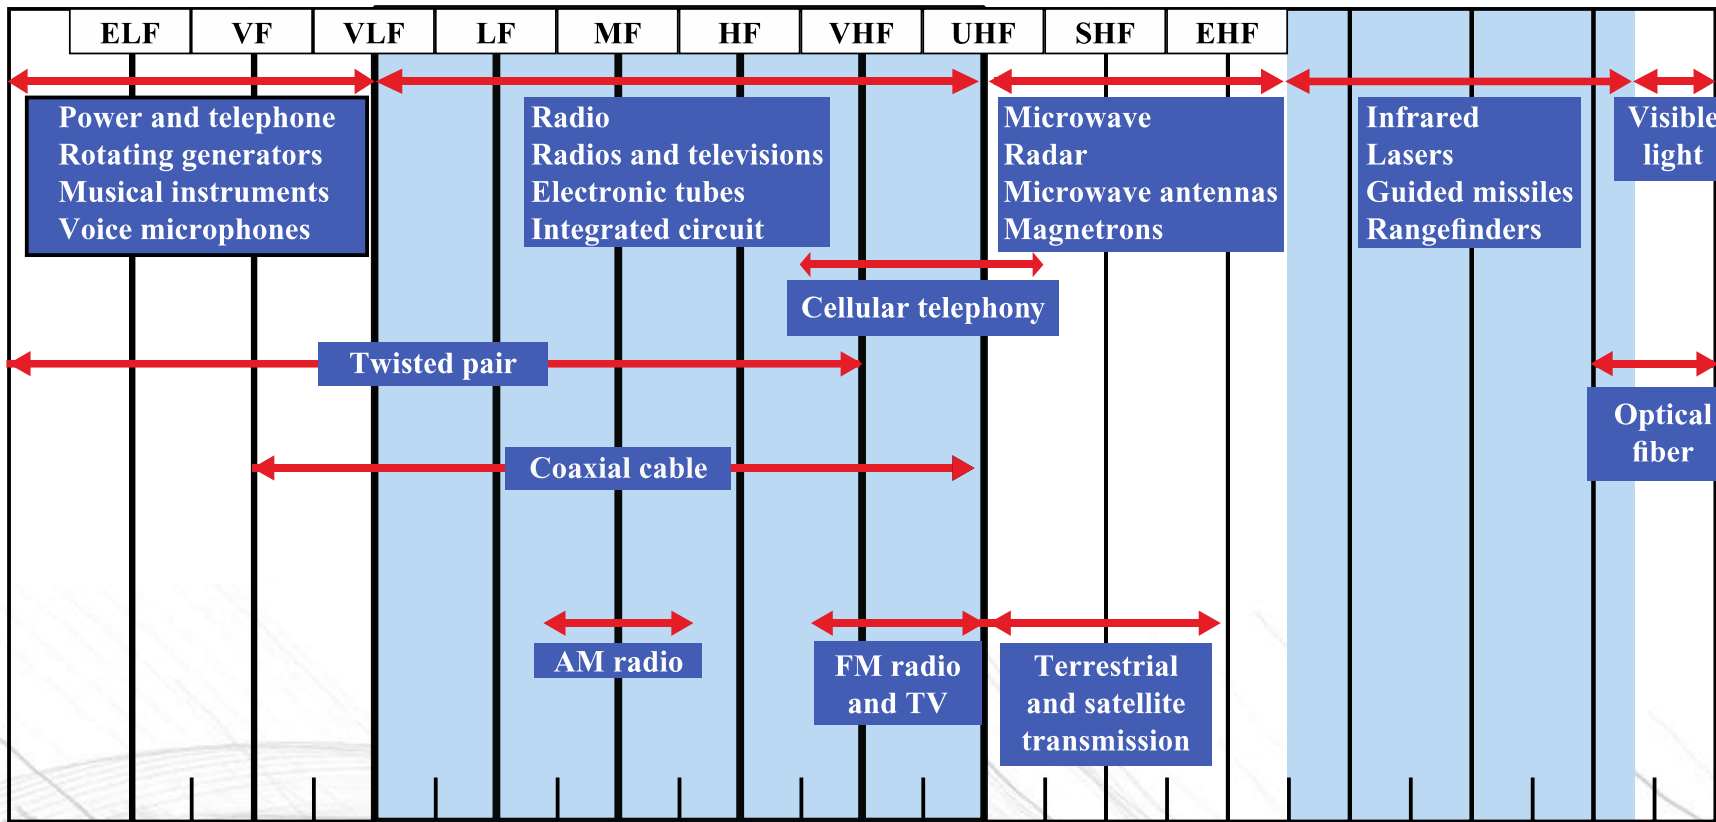 ELF VF VLF LF MF HF VHF UHF SHF EHF
Power and telephone
Rotating generators
Musical instruments
Voice microphones
Radio
Radios and televisions
Electronic tubes
Integrated circuit
Microwave
Radar
Microwave antennas
Magnetrons
Infrared
Lasers
Guided missiles
Rangefinders
Visible
light
Cellular telephony
Twisted pair
Optical
fiber
Coaxial cable
AM radio
FM radio
and TV
Terrestrial
and satellite
transmission